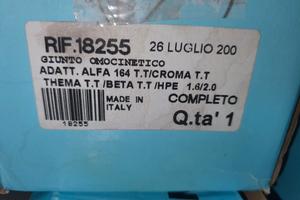 RIF.18255 26 LUGLIO 200
GIUNTO OMOCINETICO
ADATT. ALFA 164 T.T/CROMA T.T
THEMA T.T /BETA T.T /HPE 1.6/2.0
MADE IN
ITALY
COMPLETO
Q.ta' 1
18255